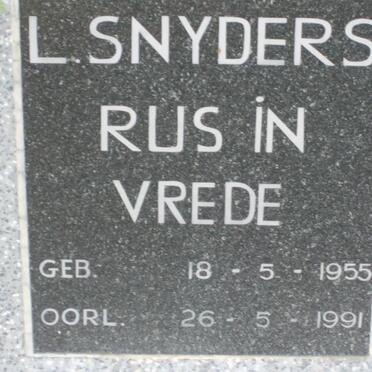 L. SNYDERS
RUS IN
VREDE
GEB. 18 - 5 - 1955
OORL. 26 - 5 - 1991